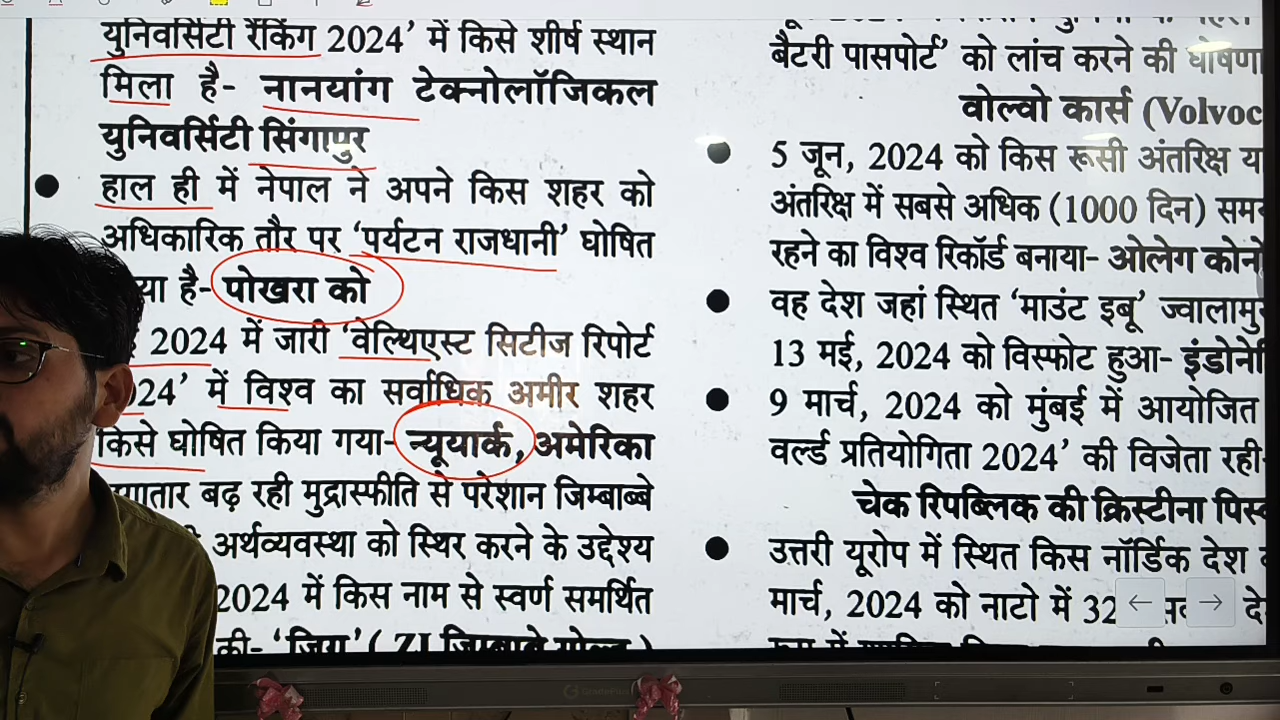 युनिवर्सिटी रैंकिंग 2024’ में किसे शीर्ष स्थान
मिला है- नानयांग टेक्नोलॉजिकल
युनिवर्सिटी सिंगापुर
हाल ही में नेपाल ने अपने किस शहर को
अधिकारिक तौर पर ‘पर्यटन राजधानी’ घोषित
है- पोखरा को
2024 में जारी ‘वेल्थिएस्ट सिटीज रिपोर्ट
में विश्व का सर्वाधिक अमीर शहर
किसे घोषित किया गया- न्यूयार्क, अमेरिका
बढ़ रही मुद्रास्फीति से परेशान जिम्बाब्बे
अर्थव्यवस्था को स्थिर करने के उद्देश्य
2024 में किस नाम से स्वर्ण समर्थित
की- ‘जिग’ ( ZI जिम्बाब्वे गोल्ड )
बैटरी पासपोर्ट’ को लांच करने की घोषणा
वोल्वो कार्स (Volvoc
5 जून, 2024 को किस रूसी अंतरिक्ष
अंतरिक्ष में सबसे अधिक (1000 दिन)
रहने का विश्व रिकॉर्ड बनाया- ओलेग
वह देश जहां स्थित ‘माउंट इबू’
13 मई, 2024 को विस्फोट हुआ-
9 मार्च, 2024 को मुंबई में आयोजित
वर्ल्ड प्रतियोगिता 2024’ की विजेता रही-
चेक रिपब्लिक की क्रिस्टीना
उत्तरी यूरोप में स्थित किस नॉर्डिक देश
मार्च, 2024 को नाटो में 32